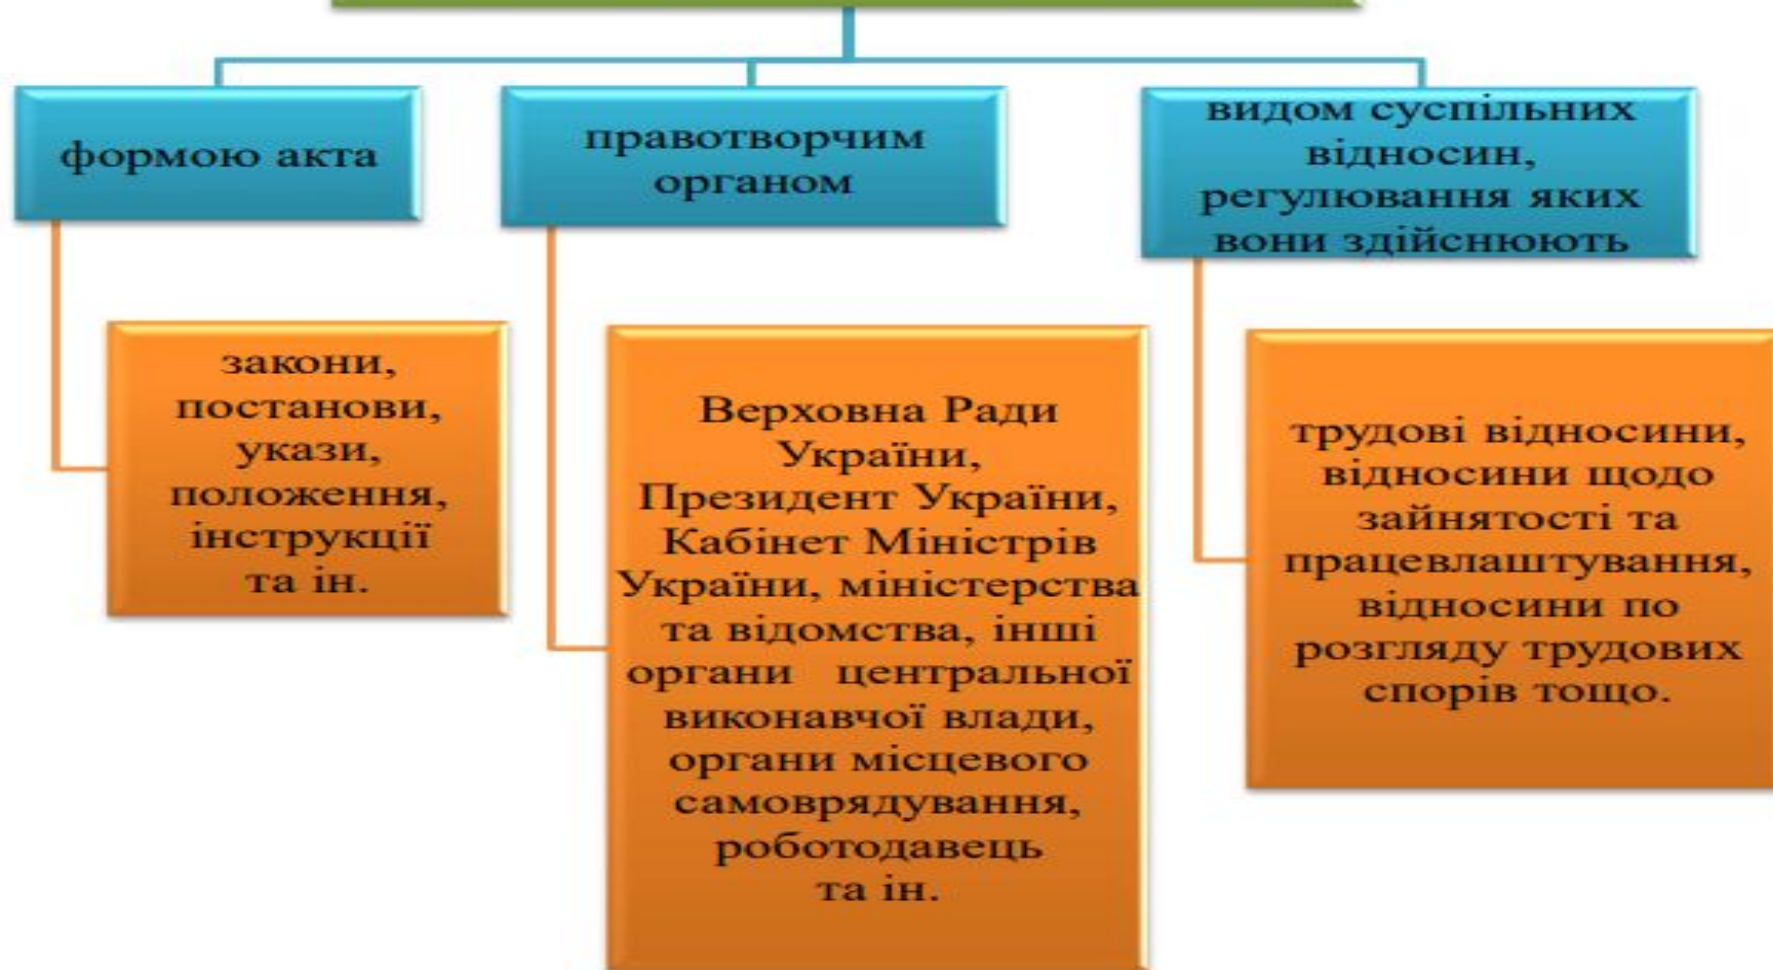 формою акта
правотворчим
органом
видом суспільних
відносин,
регулювання яких
вони здійснюють
закони,
постанови,
укази,
положення,
інструкції
та ін.
Верховна Ради
України,
Президент України,
Кабінет Міністрів
України, міністерства
та відомства, інші
органи центральної
виконавчої влади,
органи місцевого
самоврядування,
роботодавець
та ін.
трудові відносини,
відносини щодо
зайнятості та
працевлаштування,
відносини по
розгляду трудових
спорів тощо.